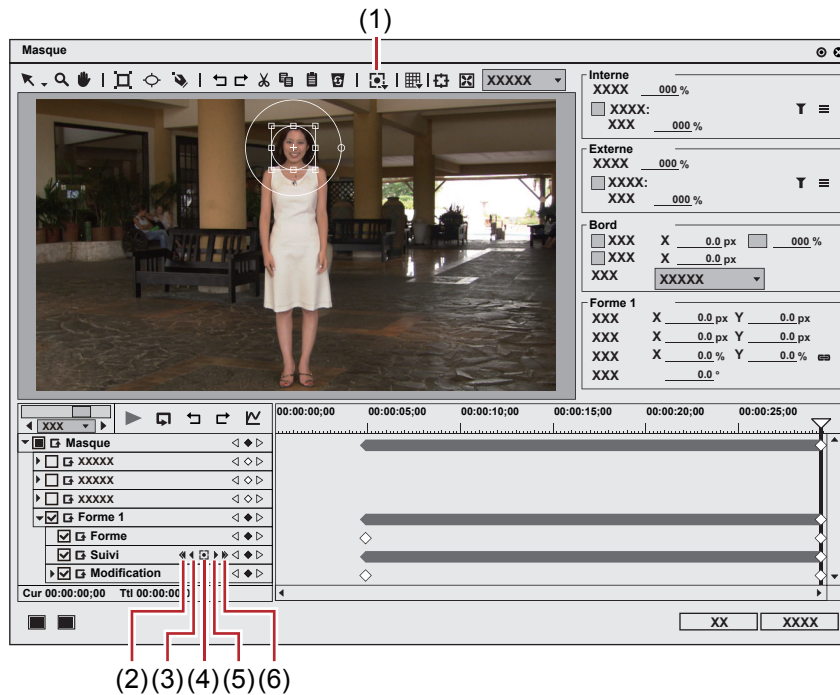 (1)
Masque
XXXXX
Interne
XXXX 000 %
XXXX:
XXX 000 %
Externe
XXXX 000 %
XXXX:
XXX 000 %
Bord
XXX X 0.0 px 000 %
XXX X 0.0 px
XXX XXXXX
Forme 1
XXX X 0.0 px Y 0.0 px
XXX X 0.0 px Y 0.0 px
XXX X 0.0 % Y 0.0 %
XXX 0.0 °
XXX
00:00:00;00 00:00:05;00 00:00:10;00 00:00:15;00 00:00:20;00 00:00:25;00
Masque
XXXXX
XXXXX
XXXXX
Forme 1
Forme
Suivi
Modification
Cur 00:00:00;00 Ttl 00:00:00;0
XX XXXX
(2) (3) (4) (5) (6)